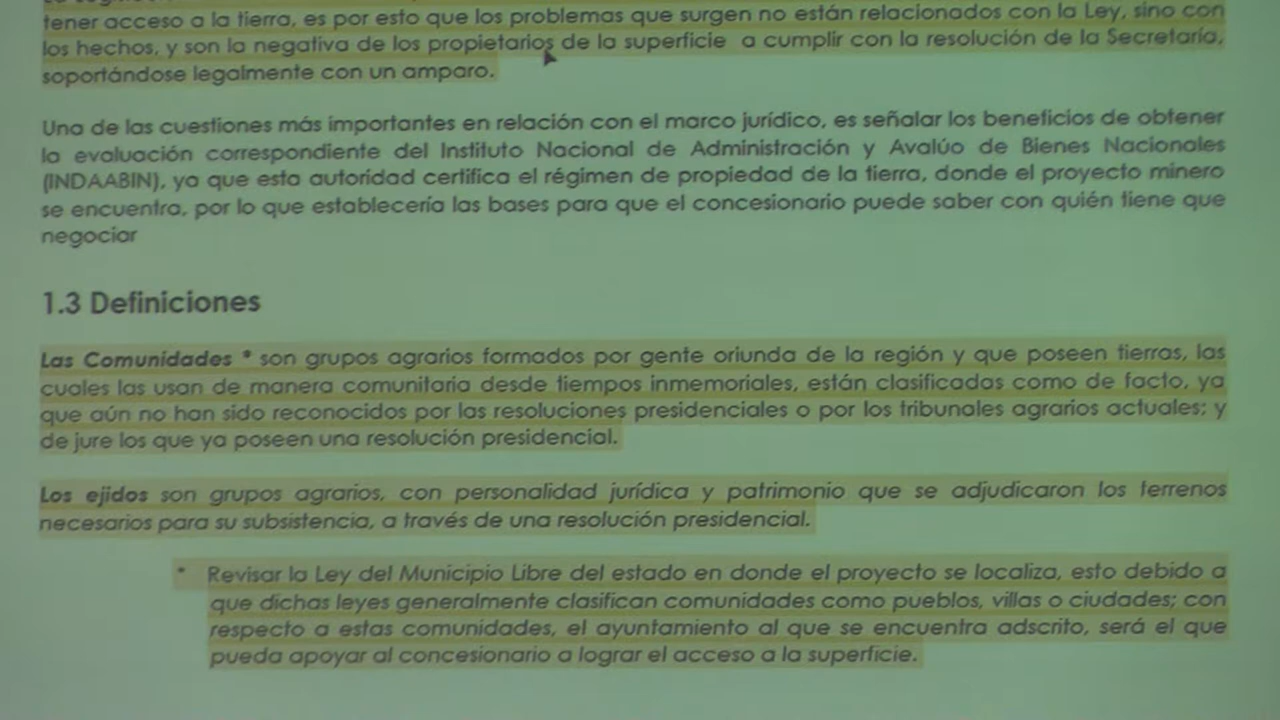 tener acceso a la tierra, es por esto que los problemas que surgen no están relacionados con la Ley, sino con
los hechos, y son la negativa de los propietarios de la superficie a cumplir con la resolución de la Secretaría,
soportándose legalmente con un amparo.
Una de las cuestiones más importantes en relación con el marco jurídico, es señalar los beneficios de obtener
la evaluación correspondiente del Instituto Nacional de Administración y Avalúo de Bienes Nacionales
(INDAABIN), ya que esta autoridad certifica el régimen de propiedad de la tierra, donde el proyecto minero
se encuentra, por lo que establecería las bases para que el concesionario puede saber con quién tiene que
negociar
1.3 Definiciones
Las Comunidades * son grupos agrarios formados por gente oriunda de la región y que poseen tierras, las
cuales las usan de manera comunitaria desde tiempos inmemoriales, están clasificadas como de facto, ya
que aún no han sido reconocidos por las resoluciones presidenciales o por los tribunales agrarios actuales; y
de jure los que ya poseen una resolución presidencial.
Los ejidos son grupos agrarios, con personalidad jurídica y patrimonio que se adjudicaron los terrenos
necesarios para su subsistencia, a través de una resolución presidencial.
* Revisar la Ley del Municipio Libre del estado en donde el proyecto se localiza, esto debido a
que dichas leyes generalmente clasifican comunidades como pueblos, villas o ciudades; con
respecto a estas comunidades, el ayuntamiento al que se encuentra adscrito, será el que
pueda apoyar al concesionario a lograr el acceso a la superficie.